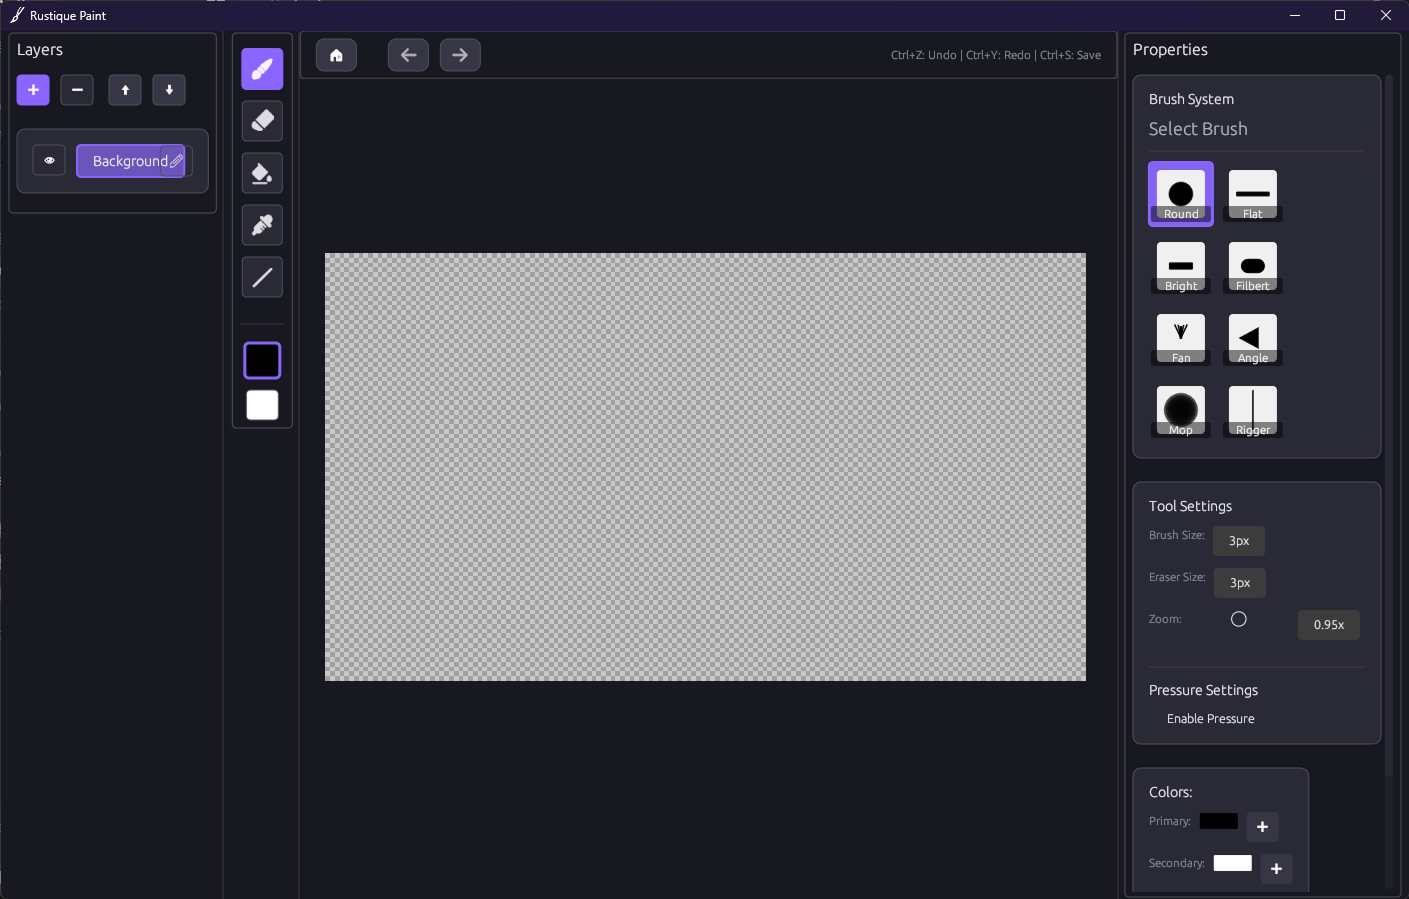 Rustique Paint
Layers
Background
Ctrl+Z: Undo | Ctrl+Y: Redo | Ctrl+S: Save
Properties
Brush System
Select Brush
Round
Flat
Bright
Filbert
Fan
Angle
Mop
Rigger
Tool Settings
Brush Size: 3px
Eraser Size: 3px
Zoom: 0.95x
Pressure Settings
Enable Pressure
Colors:
Primary:
Secondary: